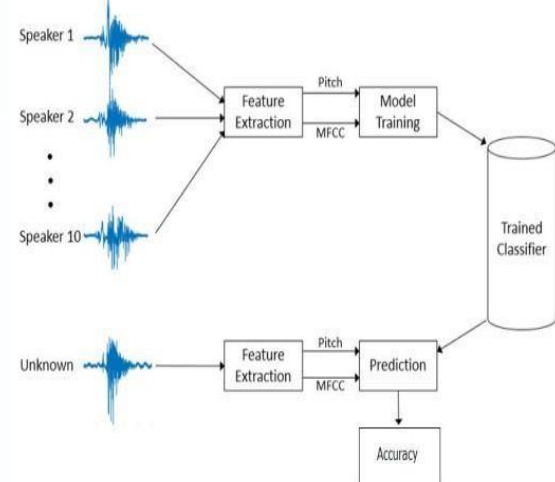 Speaker 1
Speaker 2
Speaker 10
Feature
Extraction
Pitch
MFCC
Model
Training
Trained
Classifier
Unknown
Feature
Extraction
Pitch
MFCC
Prediction
Accuracy